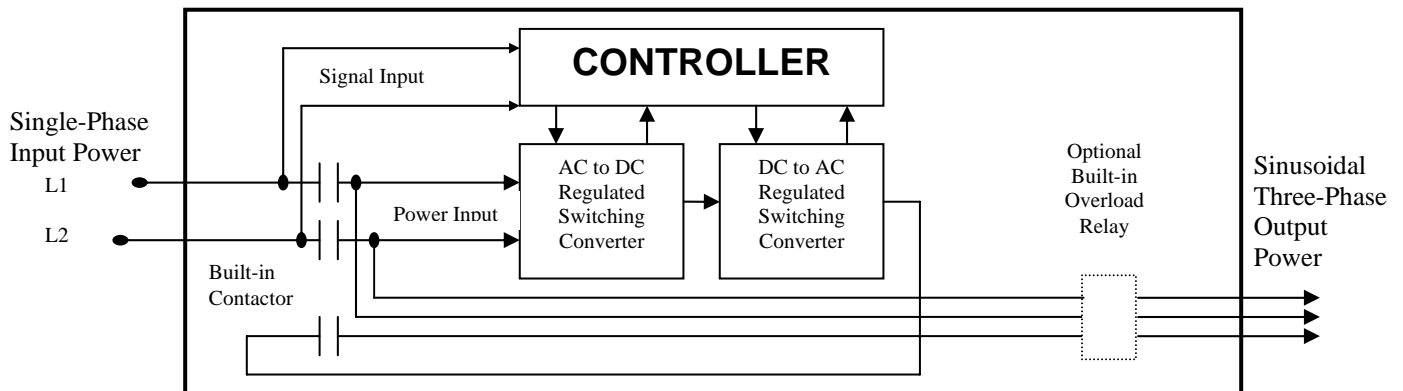 CONTROLLER
Signal Input
Single-Phase
Input Power
L1
L2
Power Input
AC to DC
Regulated
Switching
Converter
DC to AC
Regulated
Switching
Converter
Optional
Built-in
Overload
Relay
Sinusoidal
Three-Phase
Output
Power
Built-in
Contactor